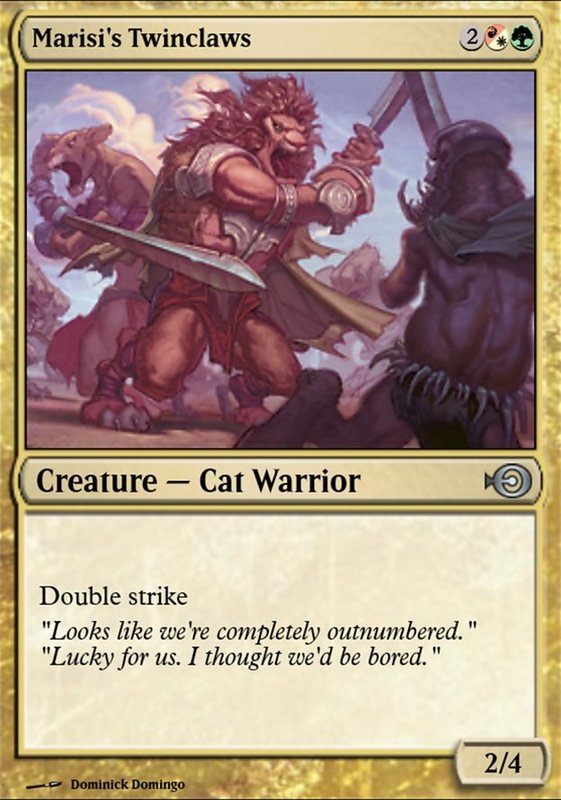 Marisi's Twinclaws 2
Creature — Cat Warrior
Double strike
"Looks like we're completely outnumbered."
"Lucky for us. I thought we'd be bored."
2/4
Dominick Domingo